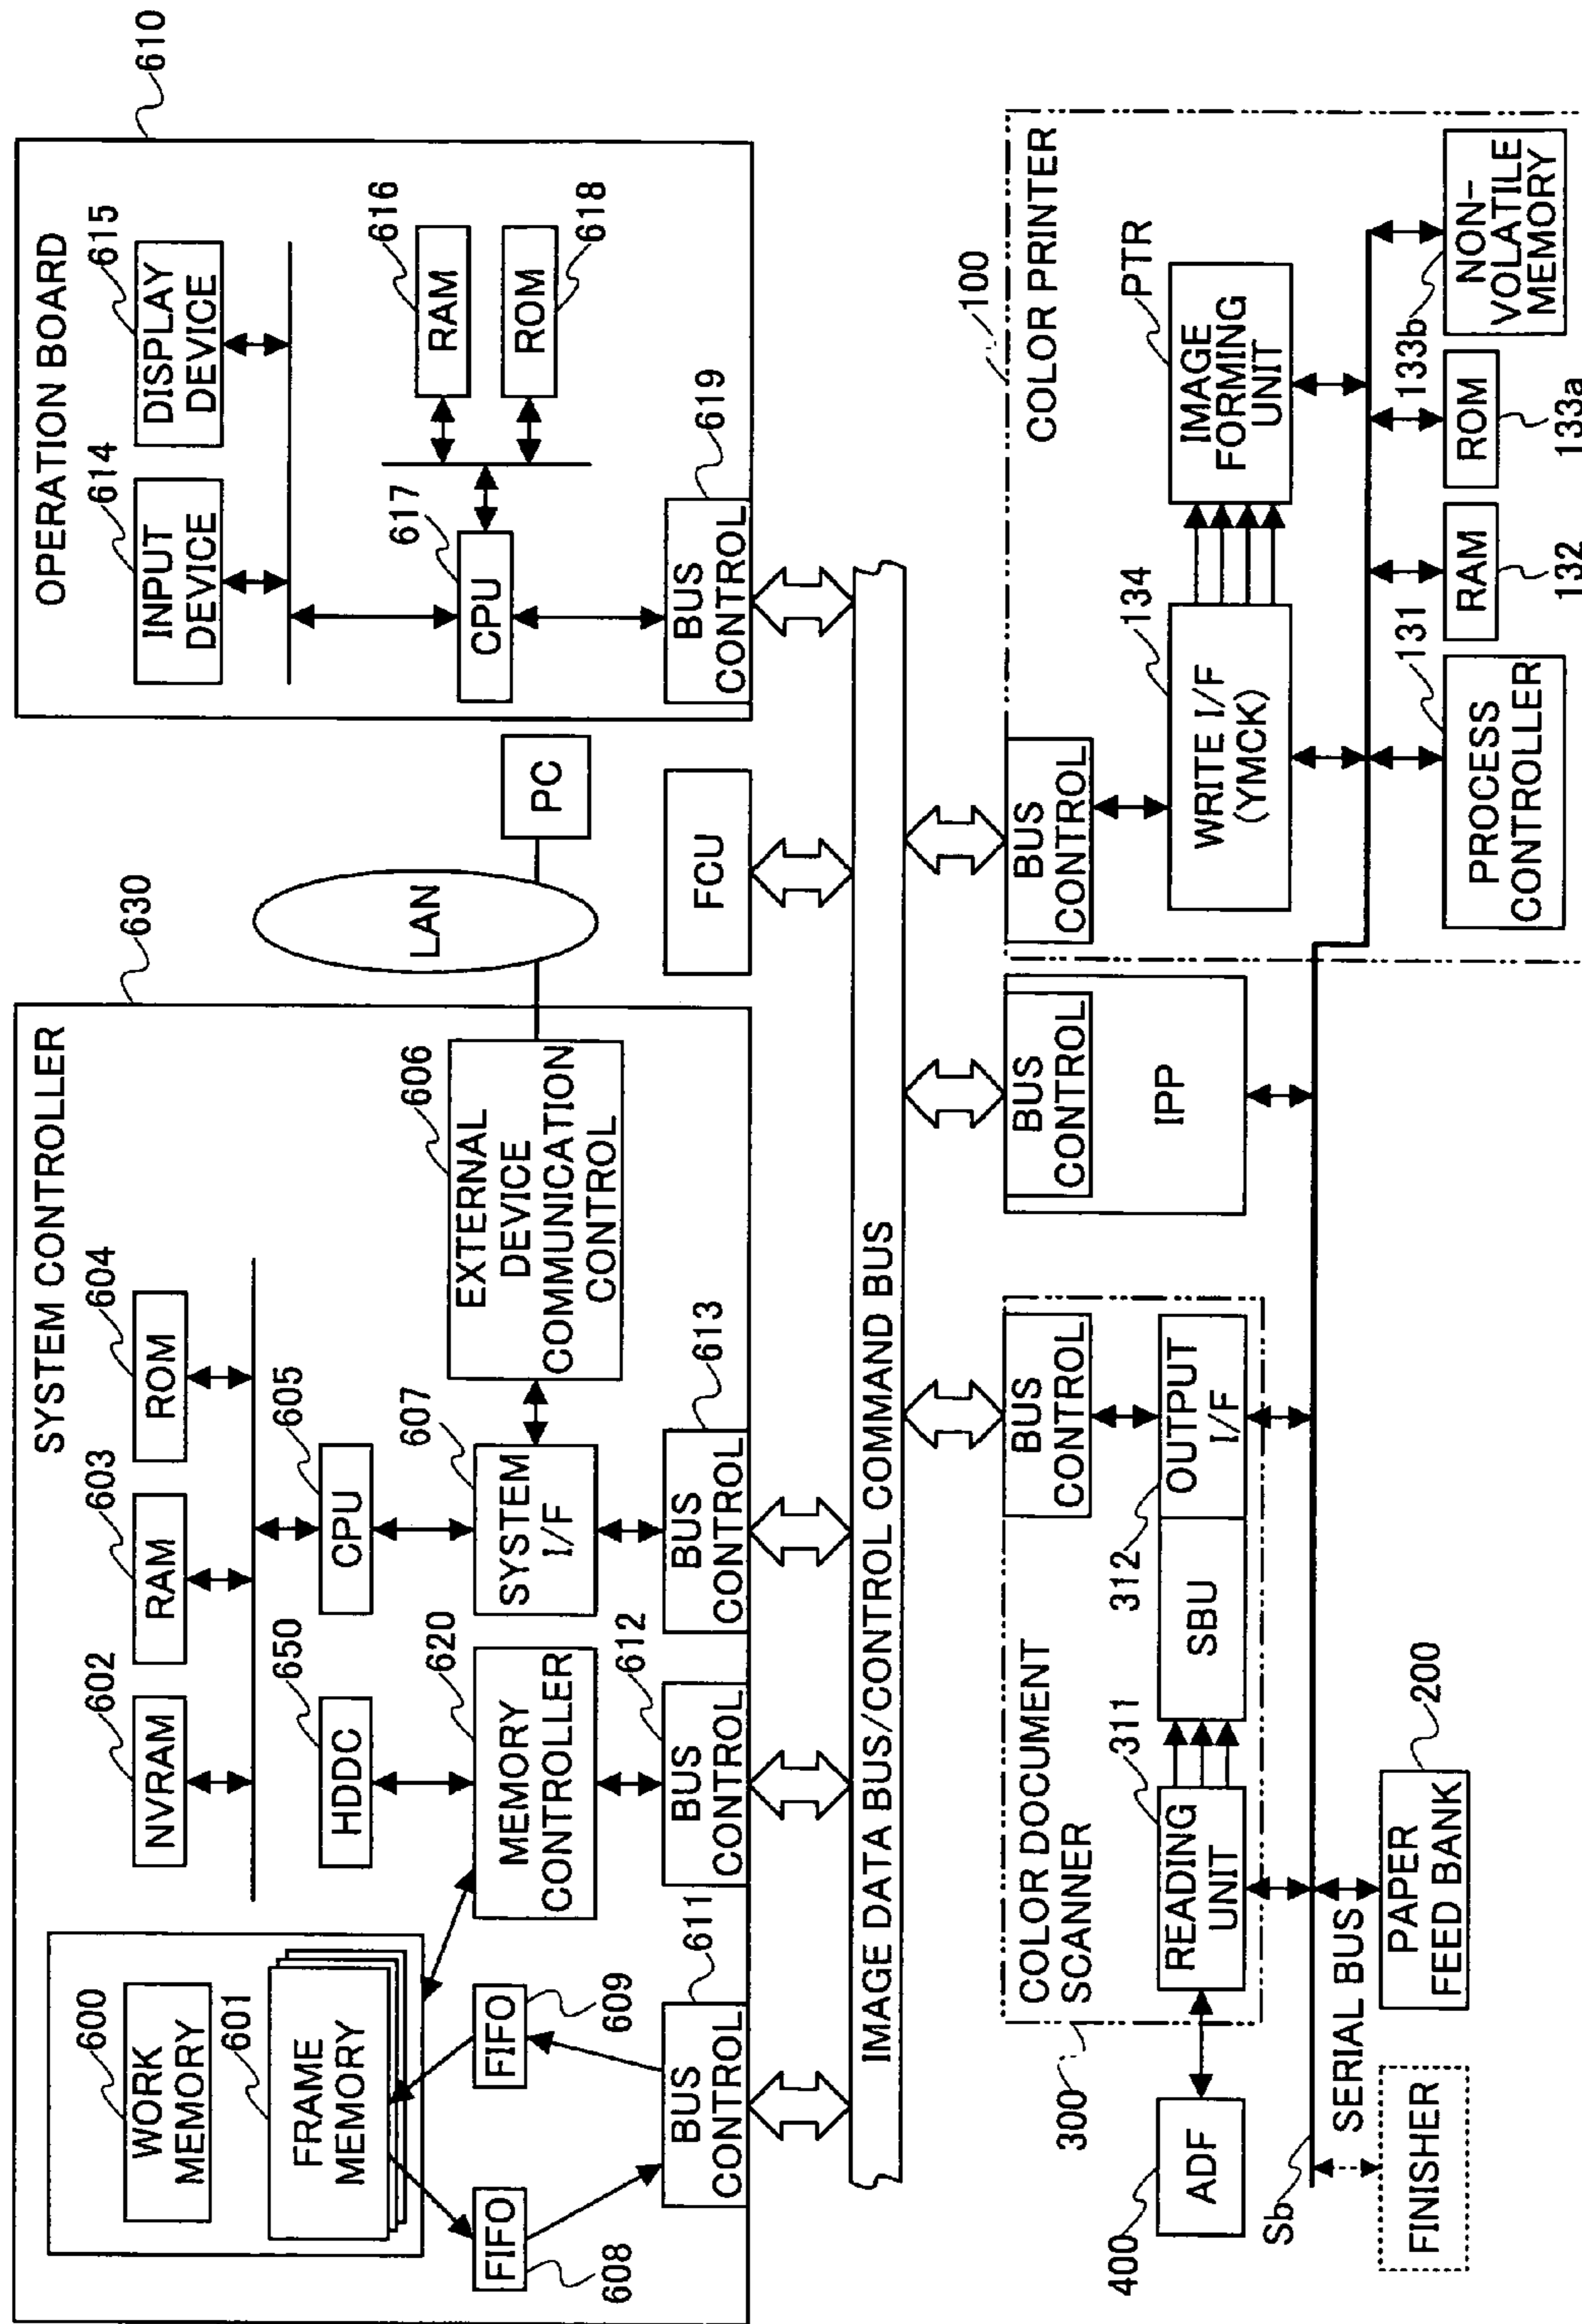 SYSTEM CONTROLLER
630
600
WORK
MEMORY
601
FRAME
MEMORY
FIFO
608
FIFO
609
BUS
CONTROL
611
602
NVRAM
603
RAM
604
ROM
650
HDDC
605
CPU
620
MEMORY
CONTROLLER
607
SYSTEM
I/F
606
EXTERNAL
DEVICE
COMMUNICATION
CONTROL
612
BUS
CONTROL
613
BUS
CONTROL
LAN
PC
FCU
OPERATION BOARD
610
614
INPUT
DEVICE
615
DISPLAY
DEVICE
616
RAM
617
CPU
618
ROM
619
BUS
CONTROL
IMAGE DATA BUS/CONTROL COMMAND BUS
300
COLOR DOCUMENT
SCANNER
BUS
CONTROL
400
ADF
311
READING
UNIT
SBU
312
OUTPUT
I/F
BUS
CONTROL
IPP
100
COLOR PRINTER
BUS
CONTROL
134
WRITE I/F
(YMCK)
PTR
IMAGE
FORMING
UNIT
Sb
SERIAL BUS
FINISHER
200
PAPER
FEED BANK
131
PROCESS
CONTROLLER
RAM
132
ROM
133a
133b
NON-
VOLATILE
MEMORY